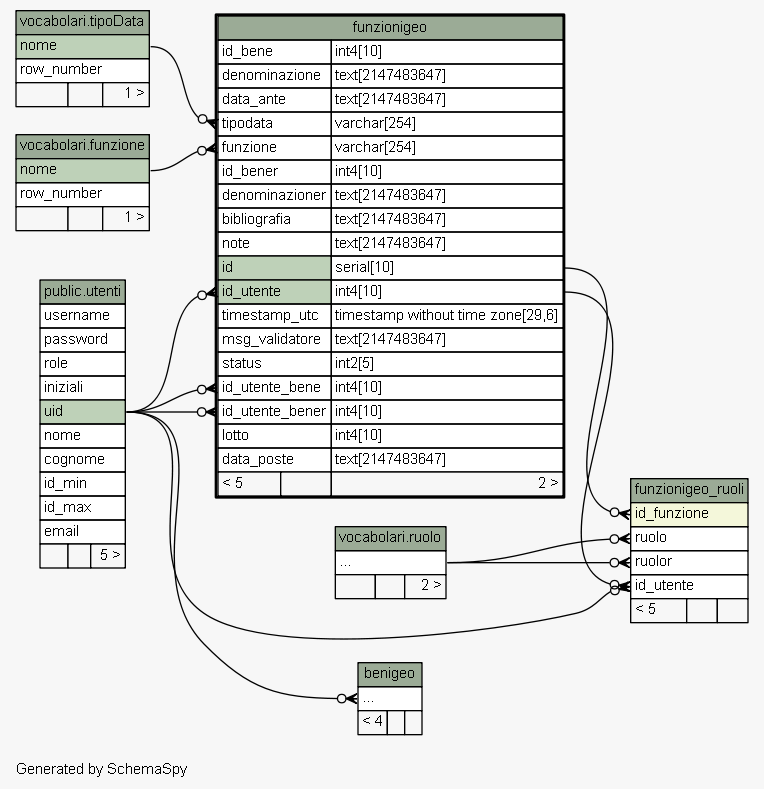 vocabolari.tipoData
nome
row_number
1 >
vocabolari.funzione
nome
row_number
1 >
public.utenti
username
password
role
iniziali
uid
nome
cognome
id_min
id_max
email
5 >
funzionigeo
id_bene int4[10]
denominazione text[2147483647]
data_ante text[2147483647]
tipodata varchar[254]
funzione varchar[254]
id_bener int4[10]
denominazioner text[2147483647]
bibliografia text[2147483647]
note text[2147483647]
id serial[10]
id_utente int4[10]
timestamp_utc timestamp without time zone[29,6]
msg_validatore text[2147483647]
status int2[5]
id_utente_bene int4[10]
id_utente_bener int4[10]
lotto int4[10]
data_poste text[2147483647]
< 5 2 >
vocabolari.ruolo
...
2 >
funzionigeo_ruoli
id_funzione
ruolo
ruolor
id_utente
< 5
benigeo
...
< 4
Generated by SchemaSpy